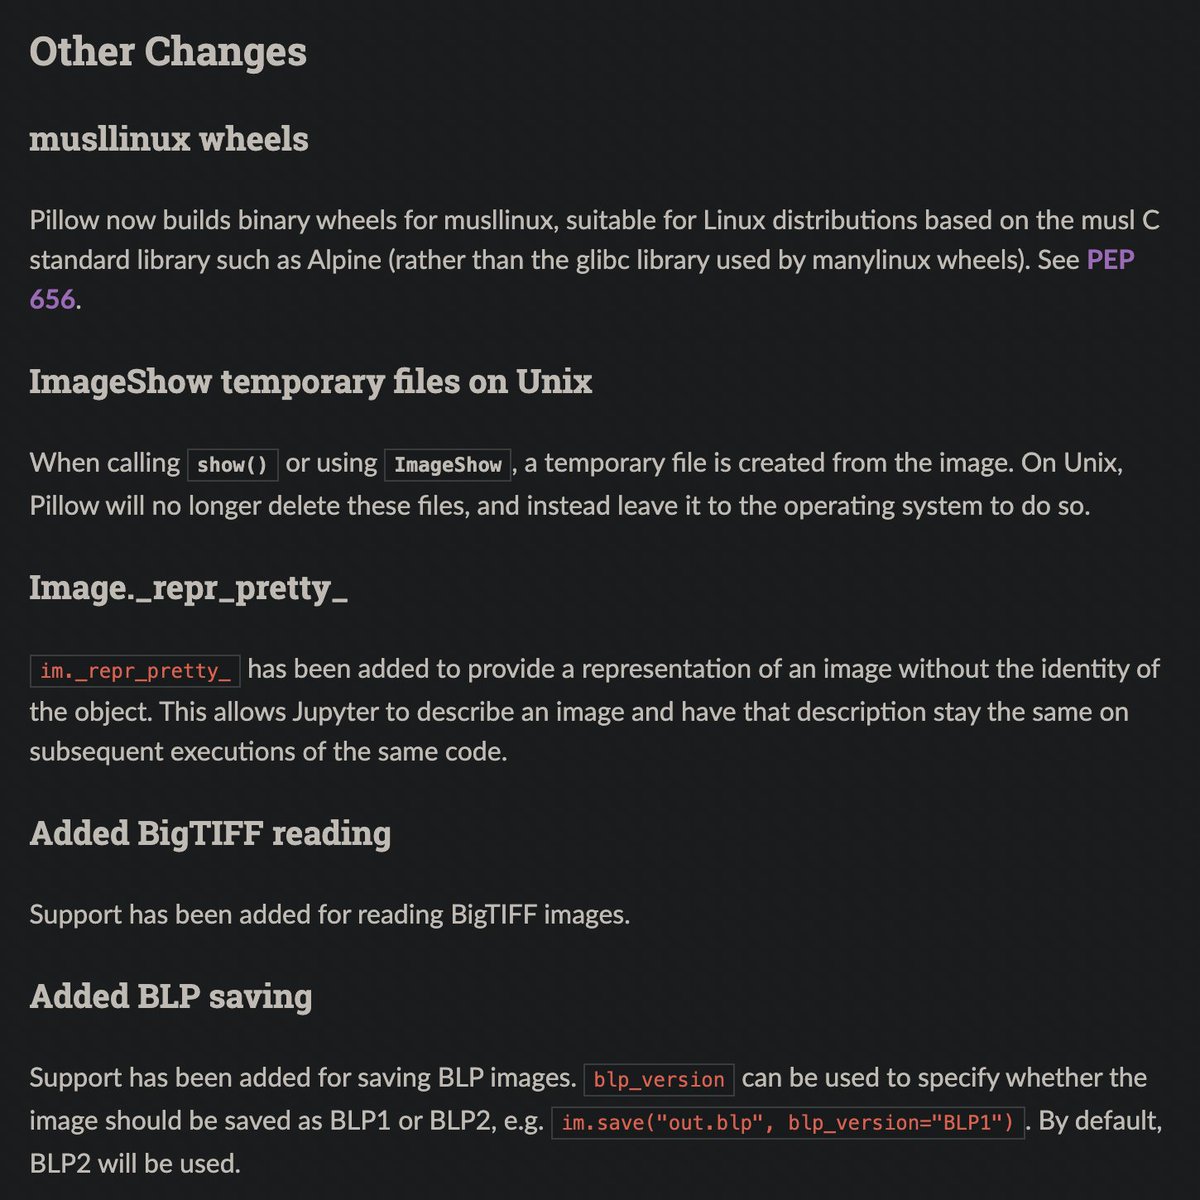 Other Changes
musllinux wheels
Pillow now builds binary wheels for musllinux, suitable for Linux distributions based on the musl C
standard library such as Alpine (rather than the glibc library used by manylinux wheels). See PEP
656.
ImageShow temporary files on Unix
When calling show() or using ImageShow, a temporary file is created from the image. On Unix,
Pillow will no longer delete these files, and instead leave it to the operating system to do so.
Image._repr_pretty_
im._repr_pretty_ has been added to provide a representation of an image without the identity of
the object. This allows Jupyter to describe an image and have that description stay the same on
subsequent executions of the same code.
Added BigTIFF reading
Support has been added for reading BigTIFF images.
Added BLP saving
Support has been added for saving BLP images. blp_version can be used to specify whether the
image should be saved as BLP1 or BLP2, e.g. im.save("out.blp", blp_version="BLP1"). By default,
BLP2 will be used.